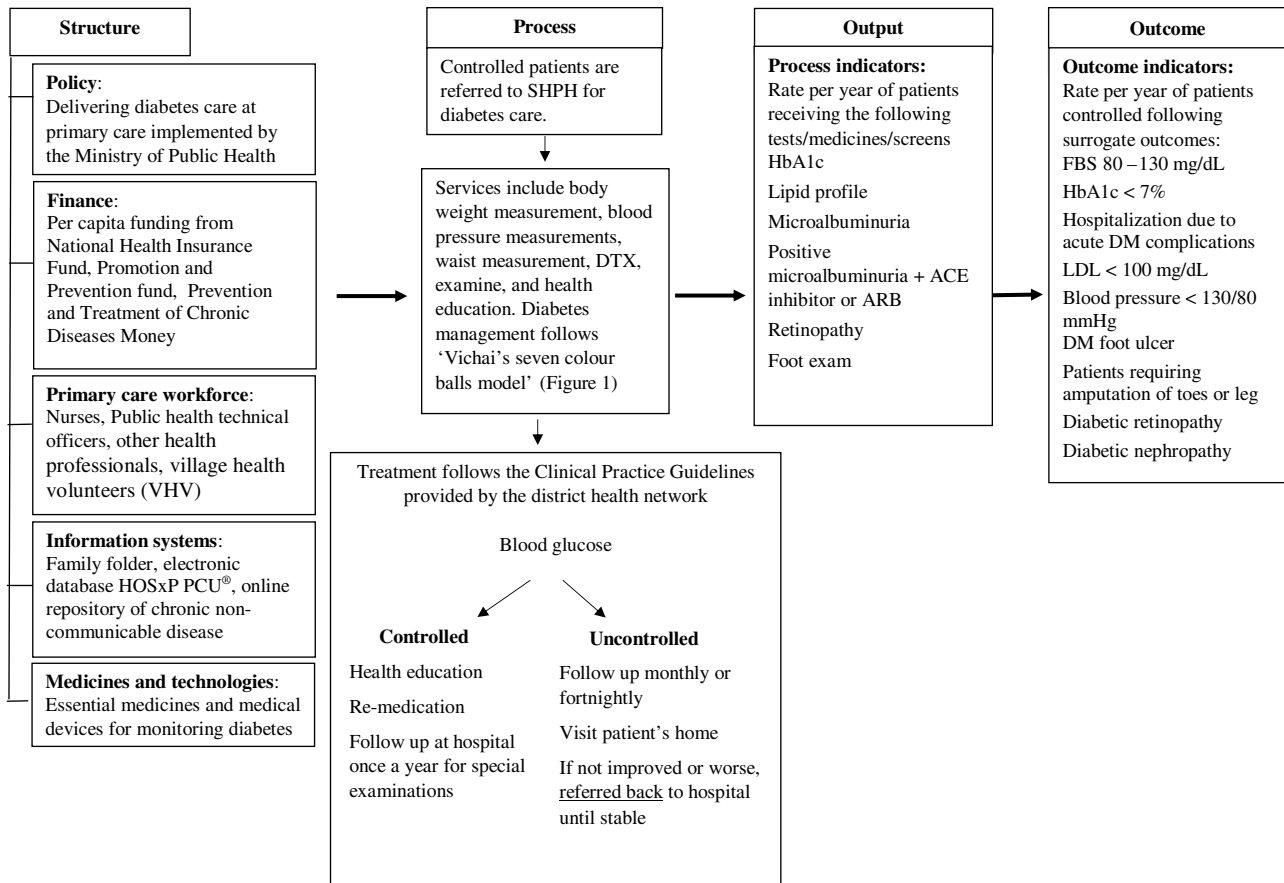 Structure
Policy:
Delivering diabetes care at
primary care implemented by
the Ministry of Public Health
Finance:
Per capita funding from
National Health Insurance
Fund, Promotion and
Prevention fund, Prevention
and Treatment of Chronic
Diseases Money
Primary care workforce:
Nurses, Public health technical
officers, other health
professionals, village health
volunteers (VHV)
Information systems:
Family folder, electronic
database HOSxP PCU®, online
repository of chronic non-
communicable disease
Medicines and technologies:
Essential medicines and medical
devices for monitoring diabetes
Process
Controlled patients are
referred to SHPH for
diabetes care.
Services include body
weight measurement, blood
pressure measurements,
waist measurement, DTX,
examine, and health
education. Diabetes
management follows
‘Vichai’s seven colour
balls model’ (Figure 1)
Treatment follows the Clinical Practice Guidelines
provided by the district health network
Blood glucose
Controlled
Health education
Re-medication
Follow up at hospital
once a year for special
examinations
Uncontrolled
Follow up monthly or
fortnightly
Visit patient’s home
If not improved or worse,
referred back to hospital
until stable
Output
Process indicators:
Rate per year of patients
receiving the following
tests/medicines/screens
HbA1c
Lipid profile
Microalbuminuria
Positive
microalbuminuria + ACE
inhibitor or ARB
Retinopathy
Foot exam
Outcome
Outcome indicators:
Rate per year of patients
controlled following
surrogate outcomes:
FBS 80 –130 mg/dL
HbA1c < 7%
Hospitalization due to
acute DM complications
LDL < 100 mg/dL
Blood pressure < 130/80
mmHg
DM foot ulcer
Patients requiring
amputation of toes or leg
Diabetic retinopathy
Diabetic nephropathy